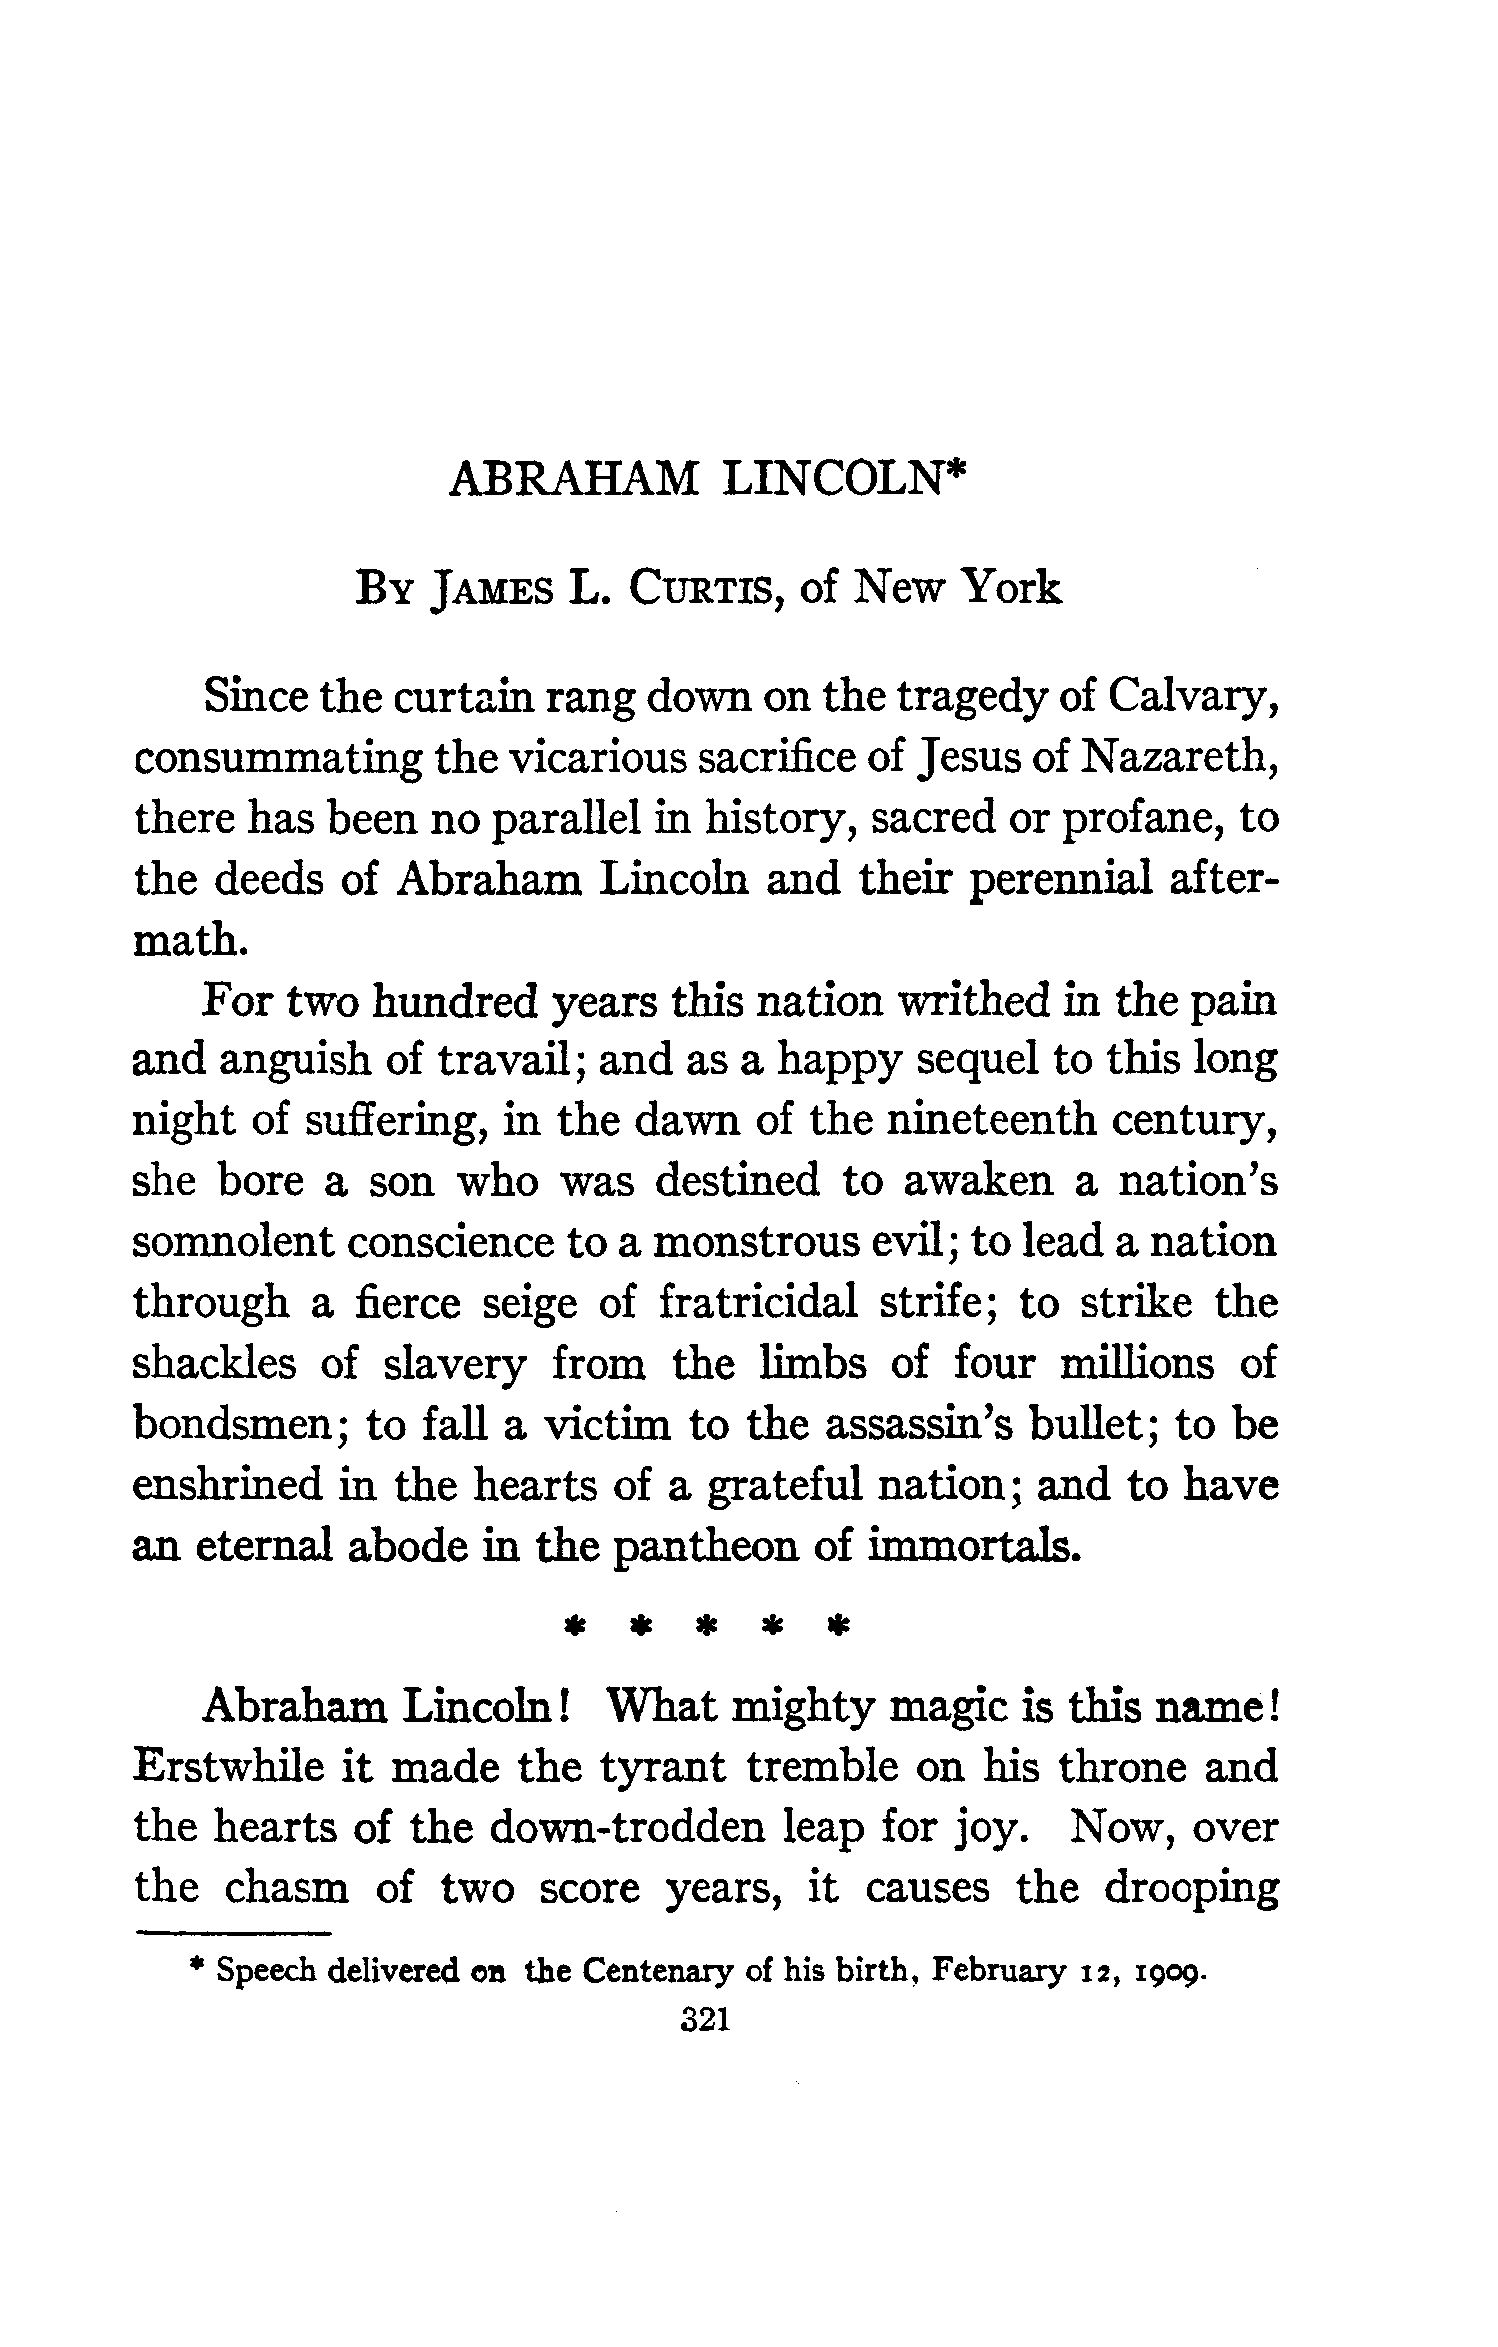 ABRAHAM LINCOLN*
BY JAMES L. CURTIS, of New York
Since the curtain rang down on the tragedy of Calvary,
consummating the vicarious sacrifice of Jesus of Nazareth,
there has been no parallel in history, sacred or profane, to
the deeds of Abraham Lincoln and their perennial after-
math.
For two hundred years this nation writhed in the pain
and anguish of travail; and as a happy sequel to this long
night of suffering, in the dawn of the nineteenth century,
she bore a son who was destined to awaken a nation's
somnolent conscience to a monstrous evil; to lead a nation
through a fierce seige of fratricidal strife; to strike the
shackles of slavery from the limbs of four millions of
bondsmen; to fall a victim to the assassin's bullet; to be
enshrined in the hearts of a grateful nation; and to have
an eternal abode in the pantheon of immortals.
* * * * *
Abraham Lincoln! What mighty magic is this name!
Erstwhile it made the tyrant tremble on his throne and
the hearts of the down-trodden leap for joy. Now, over
the chasm of two score years, it causes the drooping
* Speech delivered on the Centenary of his birth, February 12, 1909.
321